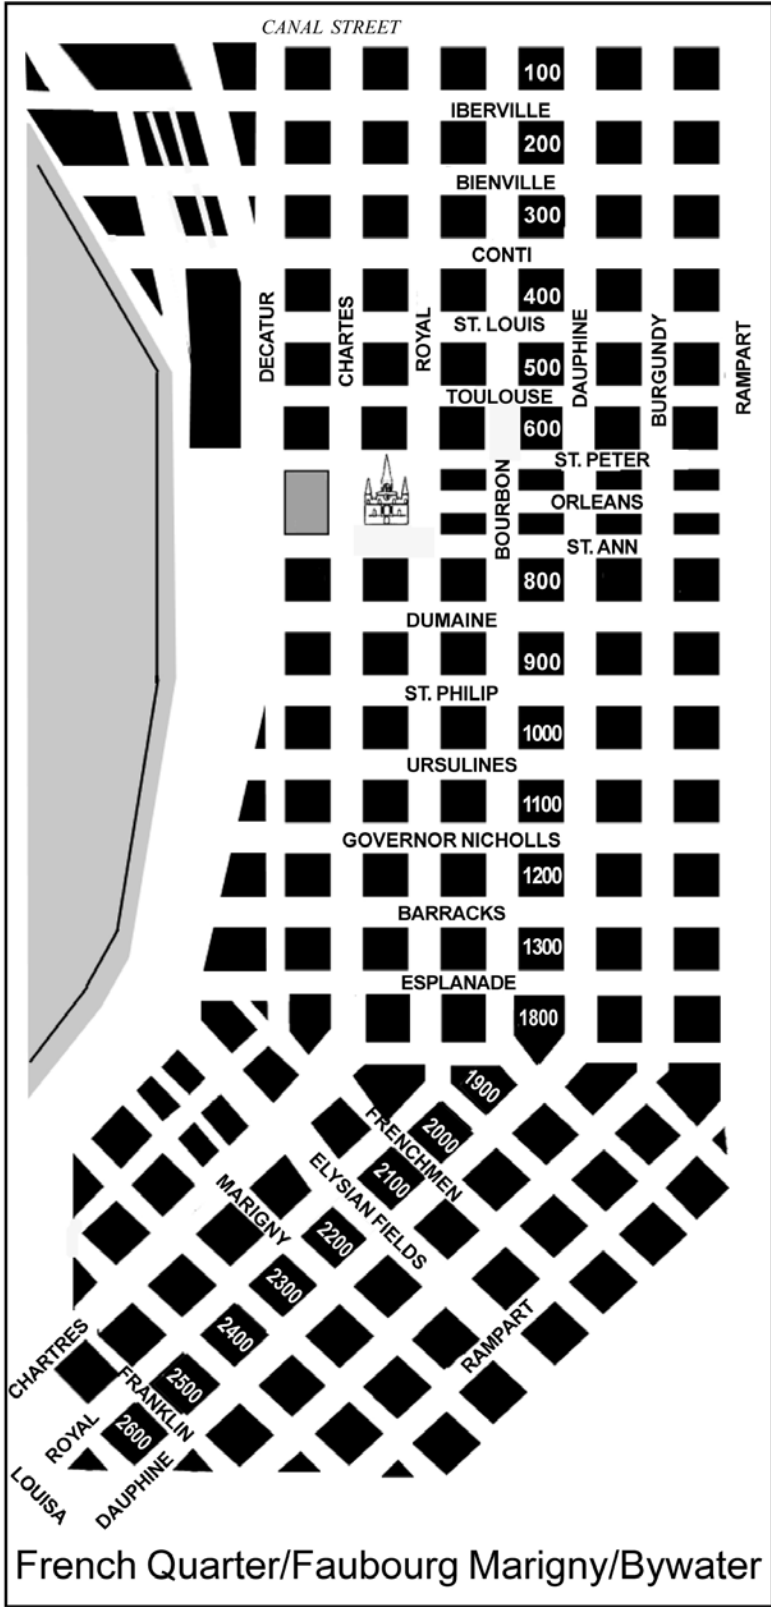 CANAL STREET
100
IBERVILLE
200
BIENVILLE
300
CONTI
400
ST. LOUIS
DECATUR
CHARTES
ROYAL
DAUPHINE
BURGUNDY
RAMPART
500
TOULOUSE
600
ST. PETER
BOURBON
ORLEANS
ST. ANN
800
DUMAINE
900
ST. PHILIP
1000
URSULINES
1100
GOVERNOR NICHOLLS
1200
BARRACKS
1300
ESPLANADE
1800
1900
FRENCHMEN
2000
ELYSIAN FIELDS
2100
MARIGNY
2200
2300
RAMPART
2400
CHARTRES
FRANKLIN
2500
ROYAL
2600
LOUISA
DAUPHINE
French Quarter/Faubourg Marigny/Bywater